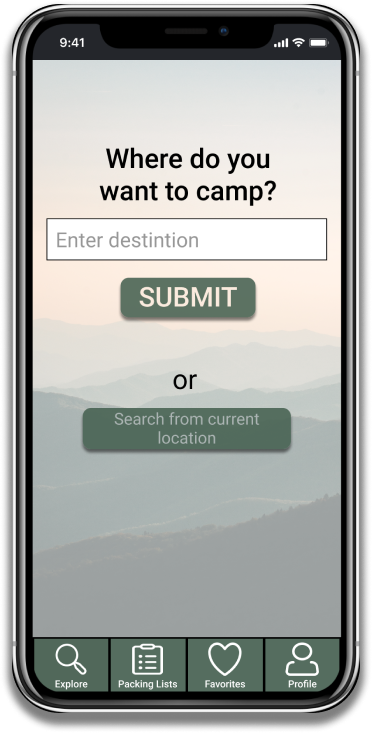 9:41
Where do you
want to camp?
Enter destintion
SUBMIT
or
Search from current
location
Explore
Packing Lists
Favorites
Profile